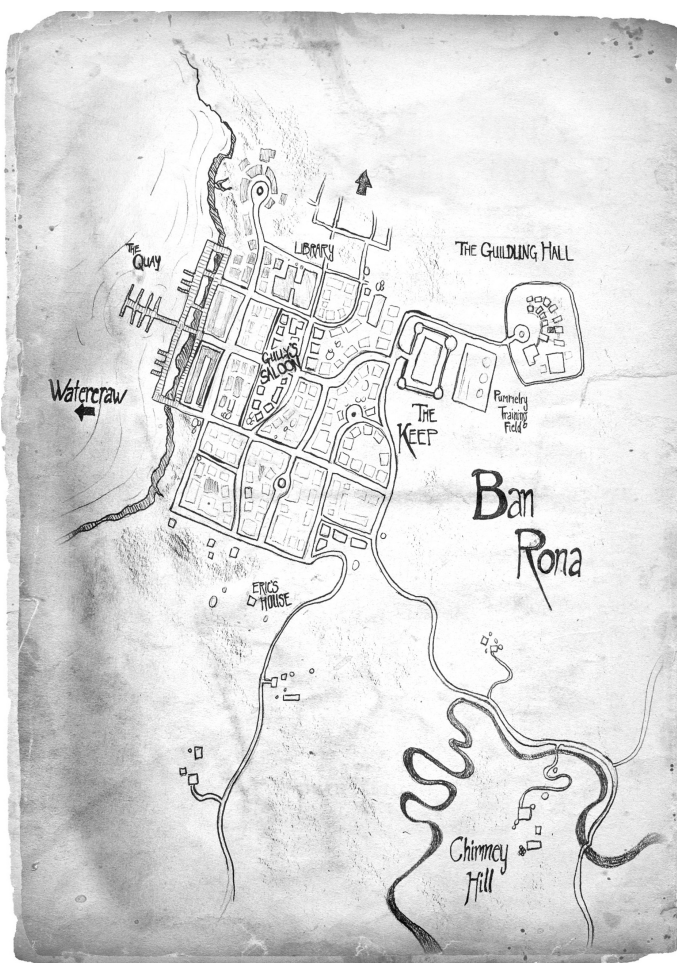 LIBRARY
THE GUILDLING HALL
THE
QUAY
GULLY'S
SALOON
Watercraw
Pummelry
Training
Field
THE
KEEP
Ban
Rona
ERIC'S
HOUSE
Chimney
Hill